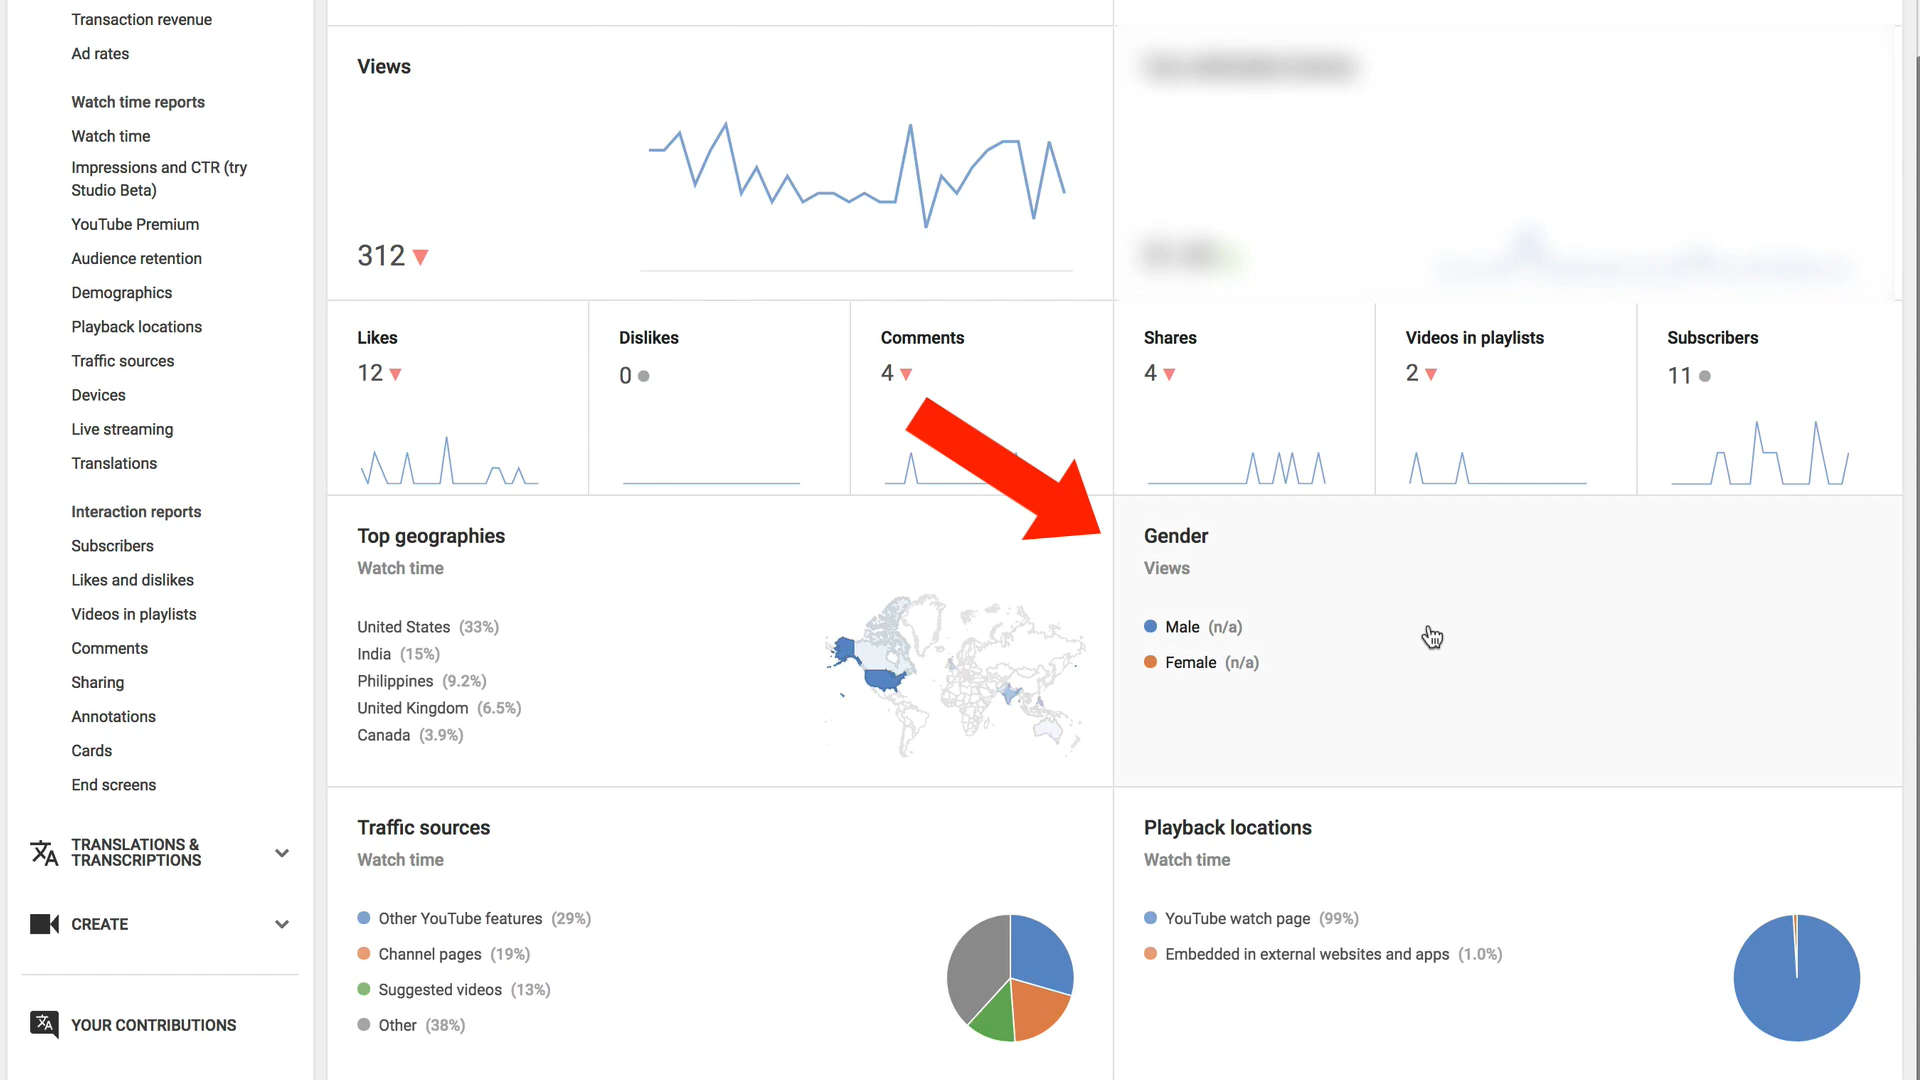 Transaction revenue
Ad rates
Watch time reports
Watch time
Impressions and CTR (try
Studio Beta)
YouTube Premium
Audience retention
Demographics
Playback locations
Traffic sources
Devices
Live streaming
Translations
Interaction reports
Subscribers
Likes and dislikes
Videos in playlists
Comments
Sharing
Annotations
Cards
End screens
TRANSLATIONS &
TRANSCRIPTIONS
CREATE
YOUR CONTRIBUTIONS
Views
312
Likes
12
Dislikes
0
Comments
4
Shares
4
Videos in playlists
2
Subscribers
11
Top geographies
Watch time
United States (33%)
India (15%)
Philippines (9.2%)
United Kingdom (6.5%)
Canada (3.9%)
Gender
Views
Male (n/a)
Female (n/a)
Traffic sources
Watch time
Other YouTube features (29%)
Channel pages (19%)
Suggested videos (13%)
Other (38%)
Playback locations
Watch time
YouTube watch page (99%)
Embedded in external websites and apps (1.0%)